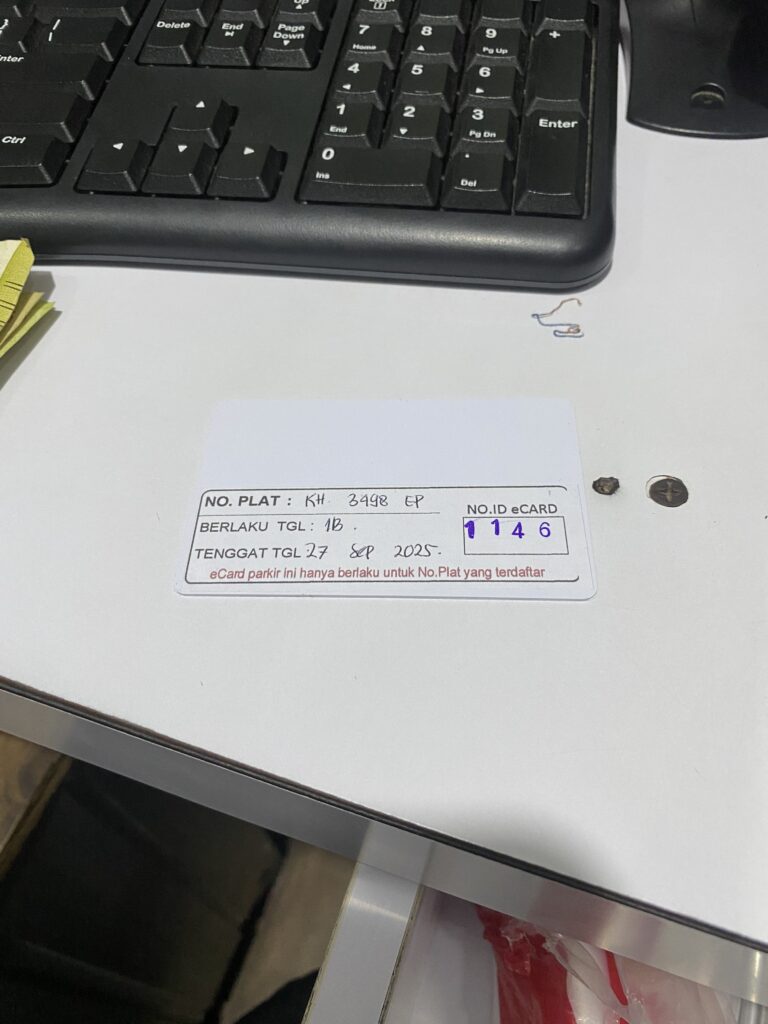 Delete
End
Page
Down
7
Home
8
9
Pg Up
+
4
5
6
1
End
2
3
Pg Dn
Enter
0
Ins
.
Del
Ctrl
NO. PLAT : KH 3498 EP
BERLAKU TGL : 1B .
TENGGAT TGL 27 SEP 2025.
NO.ID eCARD
1146
eCard parkir ini hanya berlaku untuk No.Plat yang terdaftar